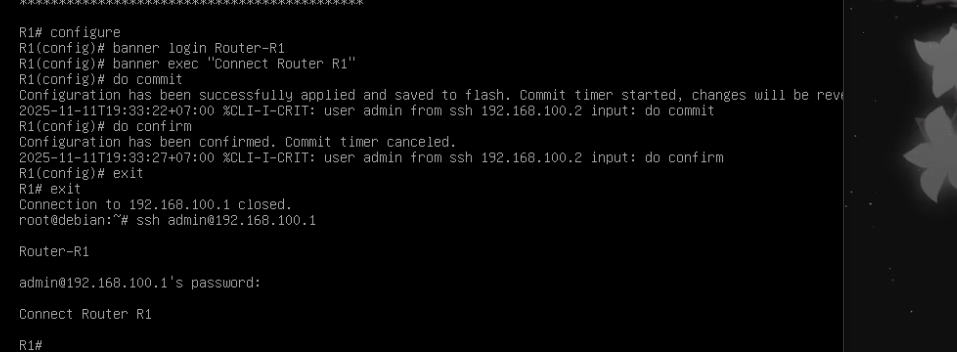 *******************************************
R1# configure
R1(config)# banner login Router-R1
R1(config)# banner exec "Connect Router R1"
R1(config)# do commit
Configuration has been successfully applied and saved to flash. Commit timer started, changes will be reve
2025-11-11T19:33:22+07:00 %CLI-I-CRIT: user admin from ssh 192.168.100.2 input: do commit
R1(config)# do confirm
Configuration has been confirmed. Commit timer canceled.
2025-11-11T19:33:27+07:00 %CLI-I-CRIT: user admin from ssh 192.168.100.2 input: do confirm
R1(config)# exit
R1# exit
Connection to 192.168.100.1 closed.
root@debian:~# ssh admin@192.168.100.1
Router-R1
admin@192.168.100.1's password:
Connect Router R1
R1#